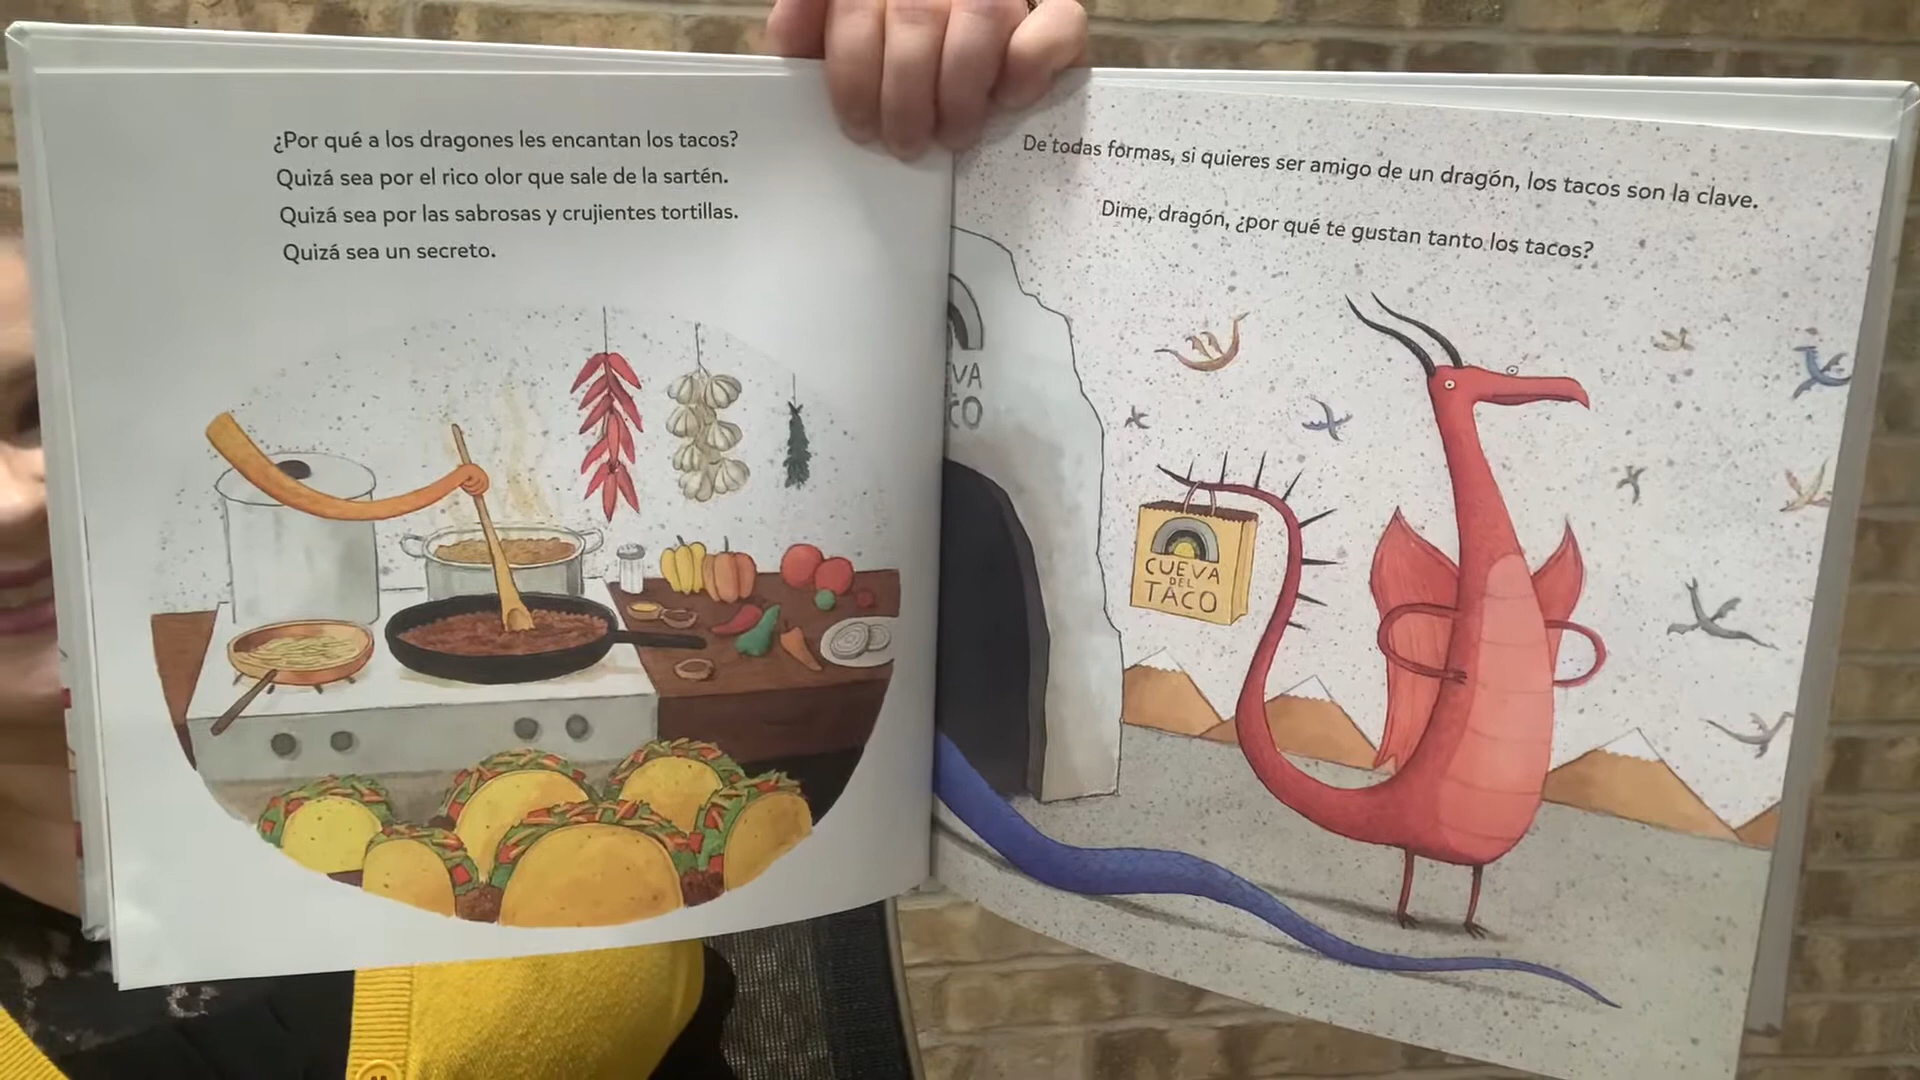 ¿Por qué a los dragones les encantan los tacos?
Quizá sea por el rico olor que sale de la sartén.
Quizá sea por las sabrosas y crujientes tortillas.
Quizá sea un secreto.
De todas formas, si quieres ser amigo de un dragón, los tacos son la clave.
Dime, dragón, ¿por qué te gustan tanto los tacos?
VA
CO
CUEVA
DEL
TACO